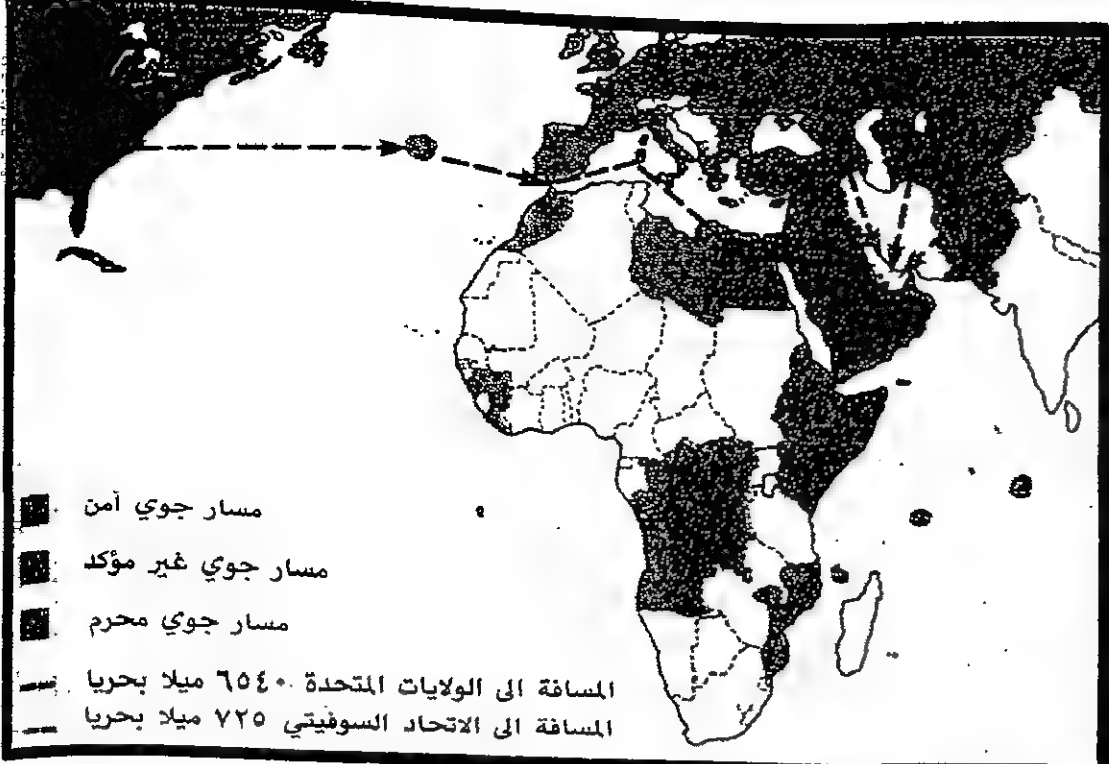 مسار جوي آمن
مسار جوي غير مؤكد
مسار جوي محرم
المسافة الى الولايات المتحدة ٦٥٤٠ ميلا بحريا
المسافة الى الاتحاد السوفيتي ٧٢٥ ميلا بحريا